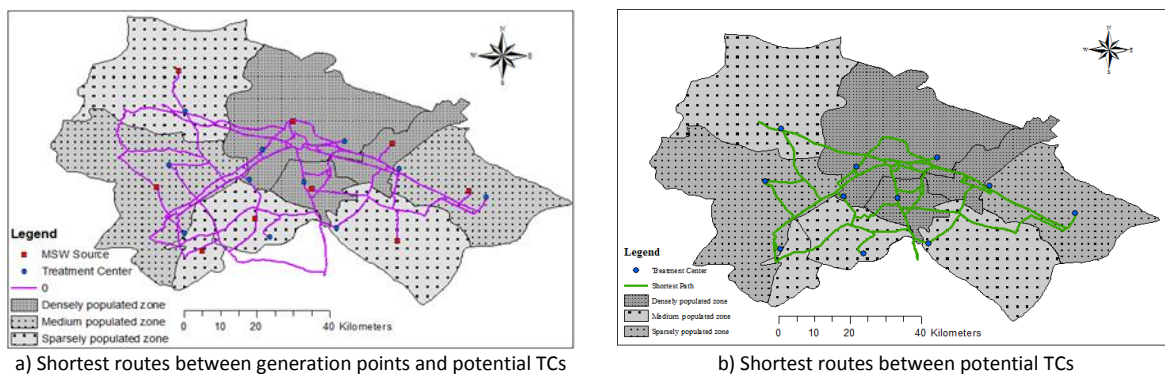 N
W
E
S
Legend
MSW Source
Treatment Center
0
Densely populated zone
Medium populated zone
Sparsely populated zone
0 10 20 40 Kilometers
a) Shortest routes between generation points and potential TCs
N
W
E
S
Legend
Treatment Center
Shortest Path
Densely populated zone
Medium populated zone
Sparsely populated zone
0 10 20 40 Kilometers
b) Shortest routes between potential TCs